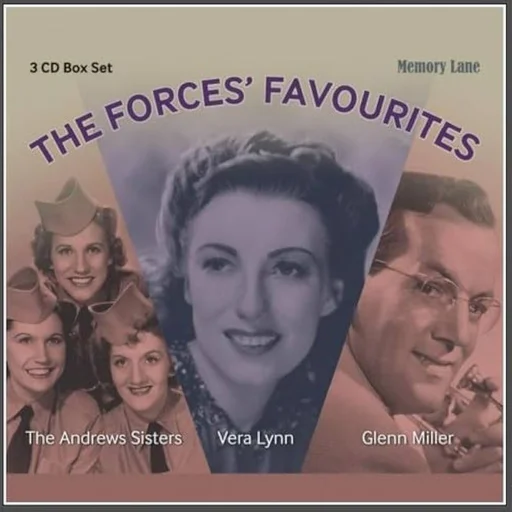 3 CD Box Set
Memory Lane
THE FORCES' FAVOURITES
The Andrews Sisters
Vera Lynn
Glenn Miller